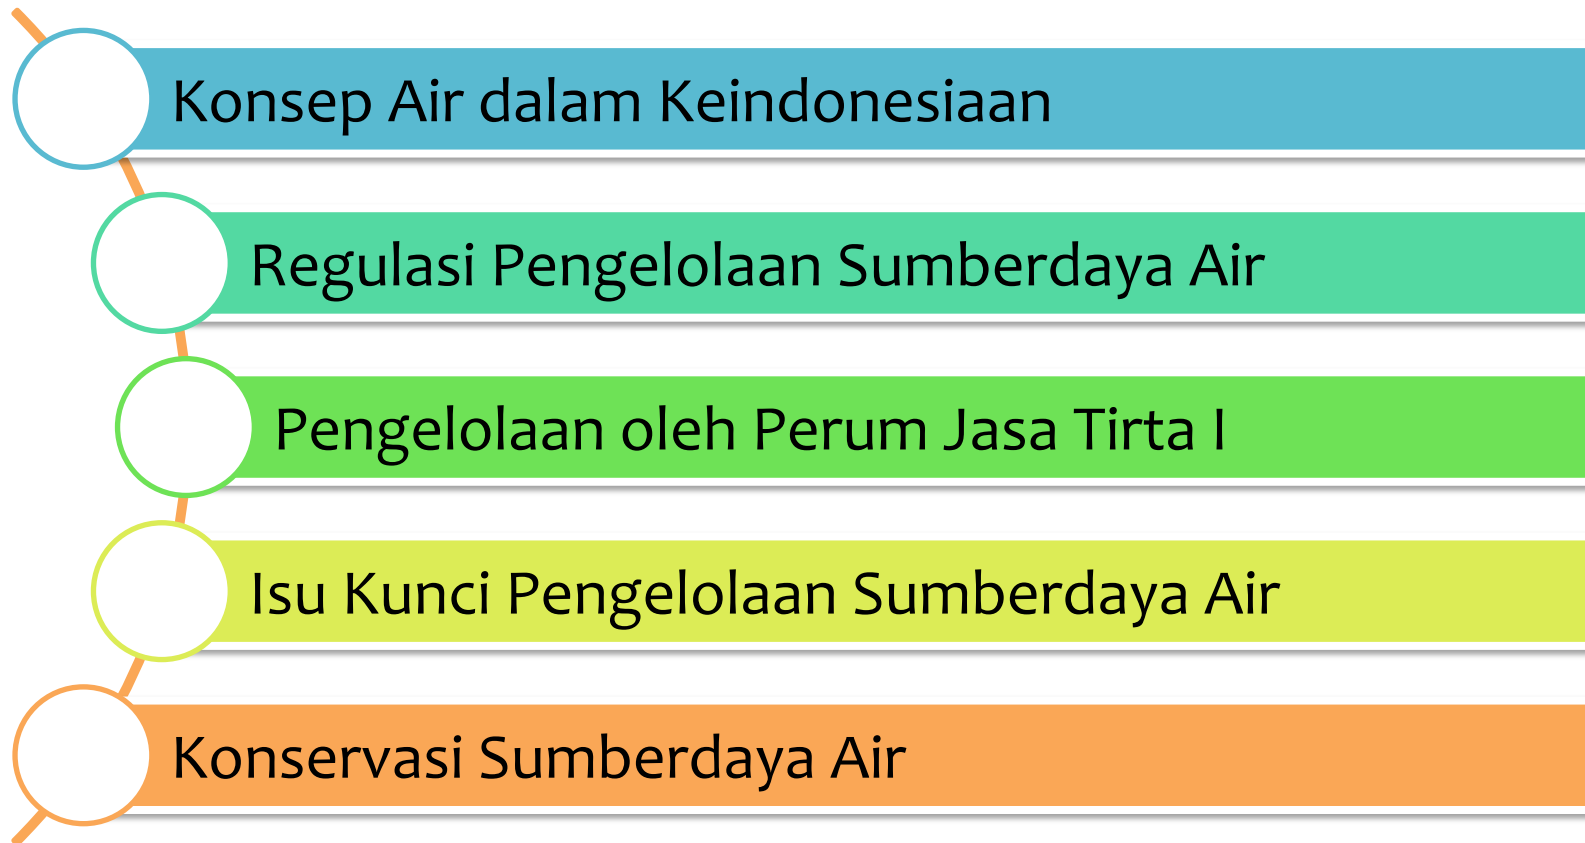 Konsep Air dalam Keindonesiaan
Regulasi Pengelolaan Sumberdaya Air
Pengelolaan oleh Perum Jasa Tirta I
Isu Kunci Pengelolaan Sumberdaya Air
Konservasi Sumberdaya Air